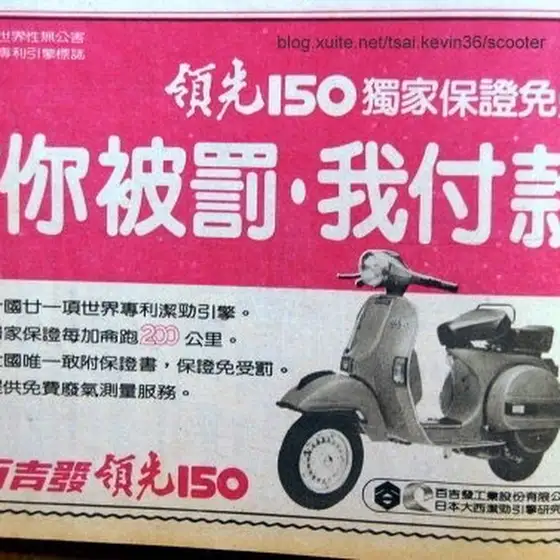 世界性無公害
專利引擎標誌
blog.xuite.net/tsai.kevin36/scooter
領先150 獨家保證免
你被罰・我付款
國廿一項世界專利潔勁引擎。
家保證每加侖跑200公里。
國唯一敢附保證書,保證免受罰。
提供免費廢氣測量服務。
百吉發 領先150
百吉發工業股份有限公
日本大西潔勁引擎研究